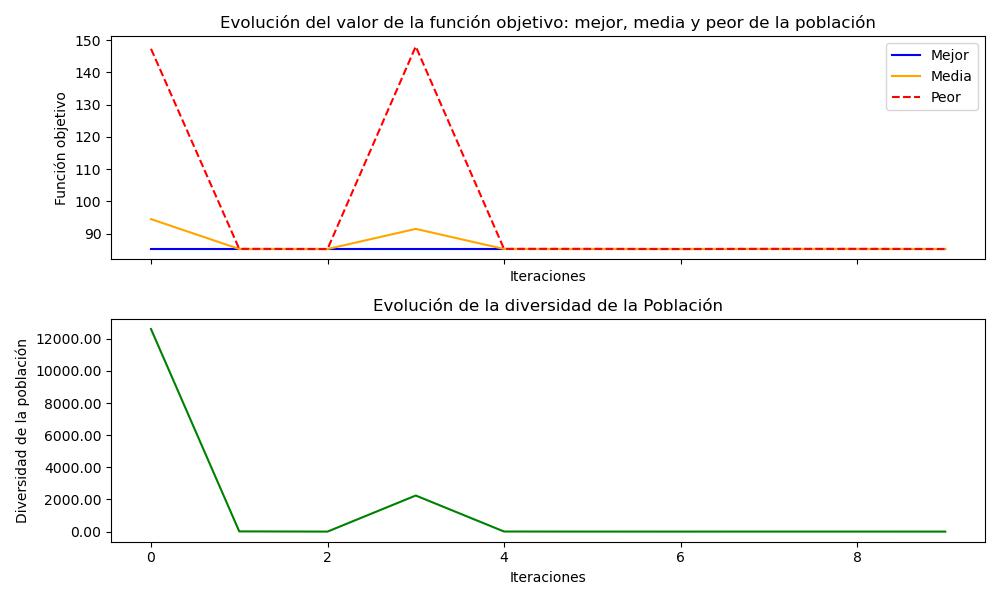 Evolución del valor de la función objetivo: mejor, media y peor de la población
150
140
130
120
110
100
90
Función objetivo
Mejor
Media
Peor
Iteraciones
Evolución de la diversidad de la Población
12000.00
10000.00
8000.00
6000.00
4000.00
2000.00
0.00
Diversidad de la población
0 2 4 6 8
Iteraciones